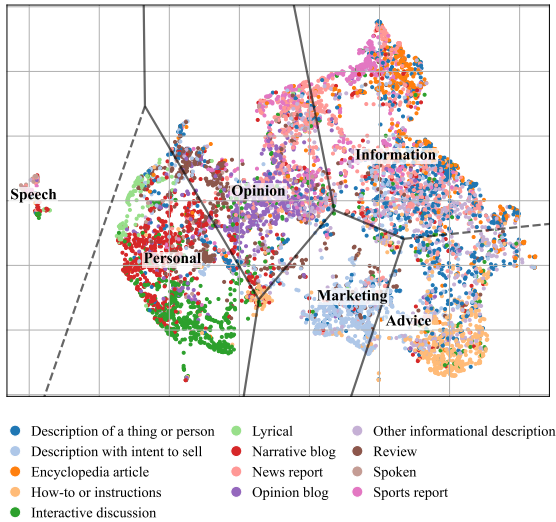 Information
Speech
Opinion
Personal
Marketing
Advice
Description of a thing or person
Lyrical
Other informational description
Description with intent to sell
Narrative blog
Review
Encyclopedia article
News report
Spoken
How-to or instructions
Opinion blog
Sports report
Interactive discussion